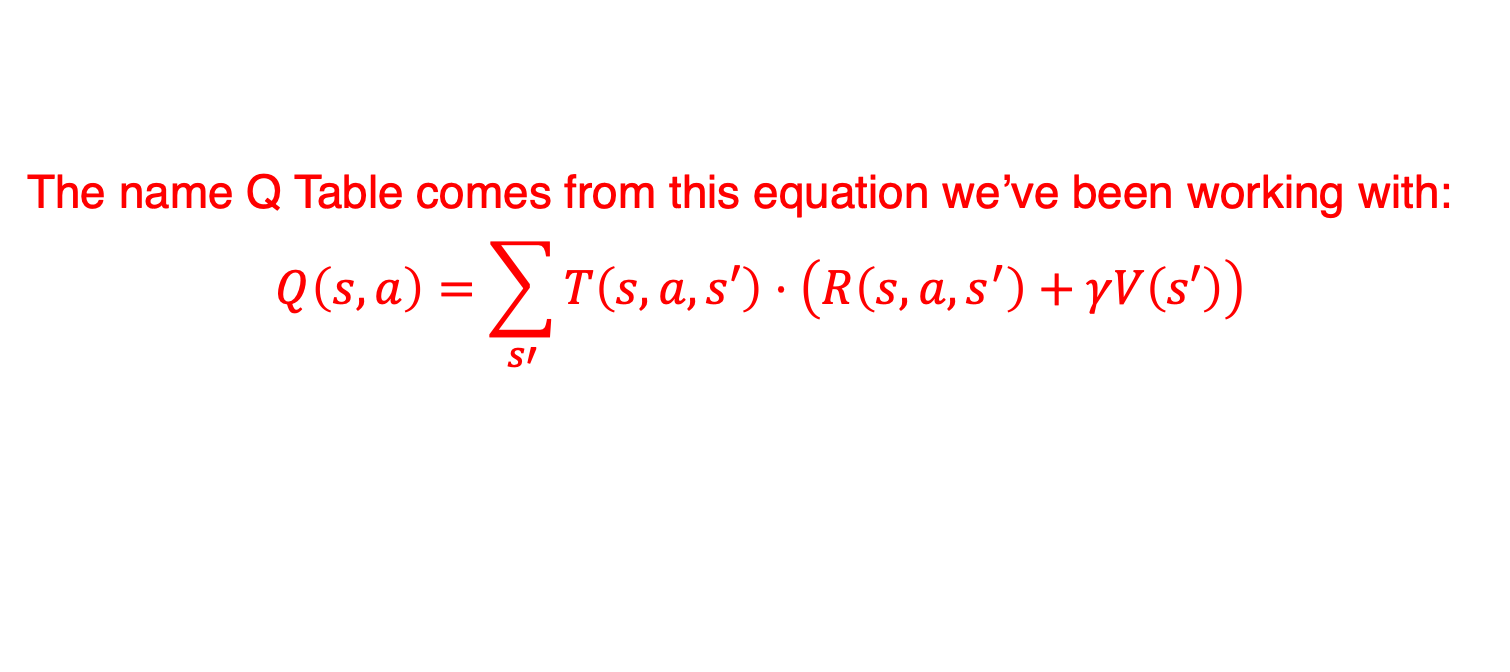 The name Q Table comes from this equation we’ve been working with:
Q(s, a) = ∑ T(s, a, s′) · (R(s, a, s′) + γV(s′))
s′